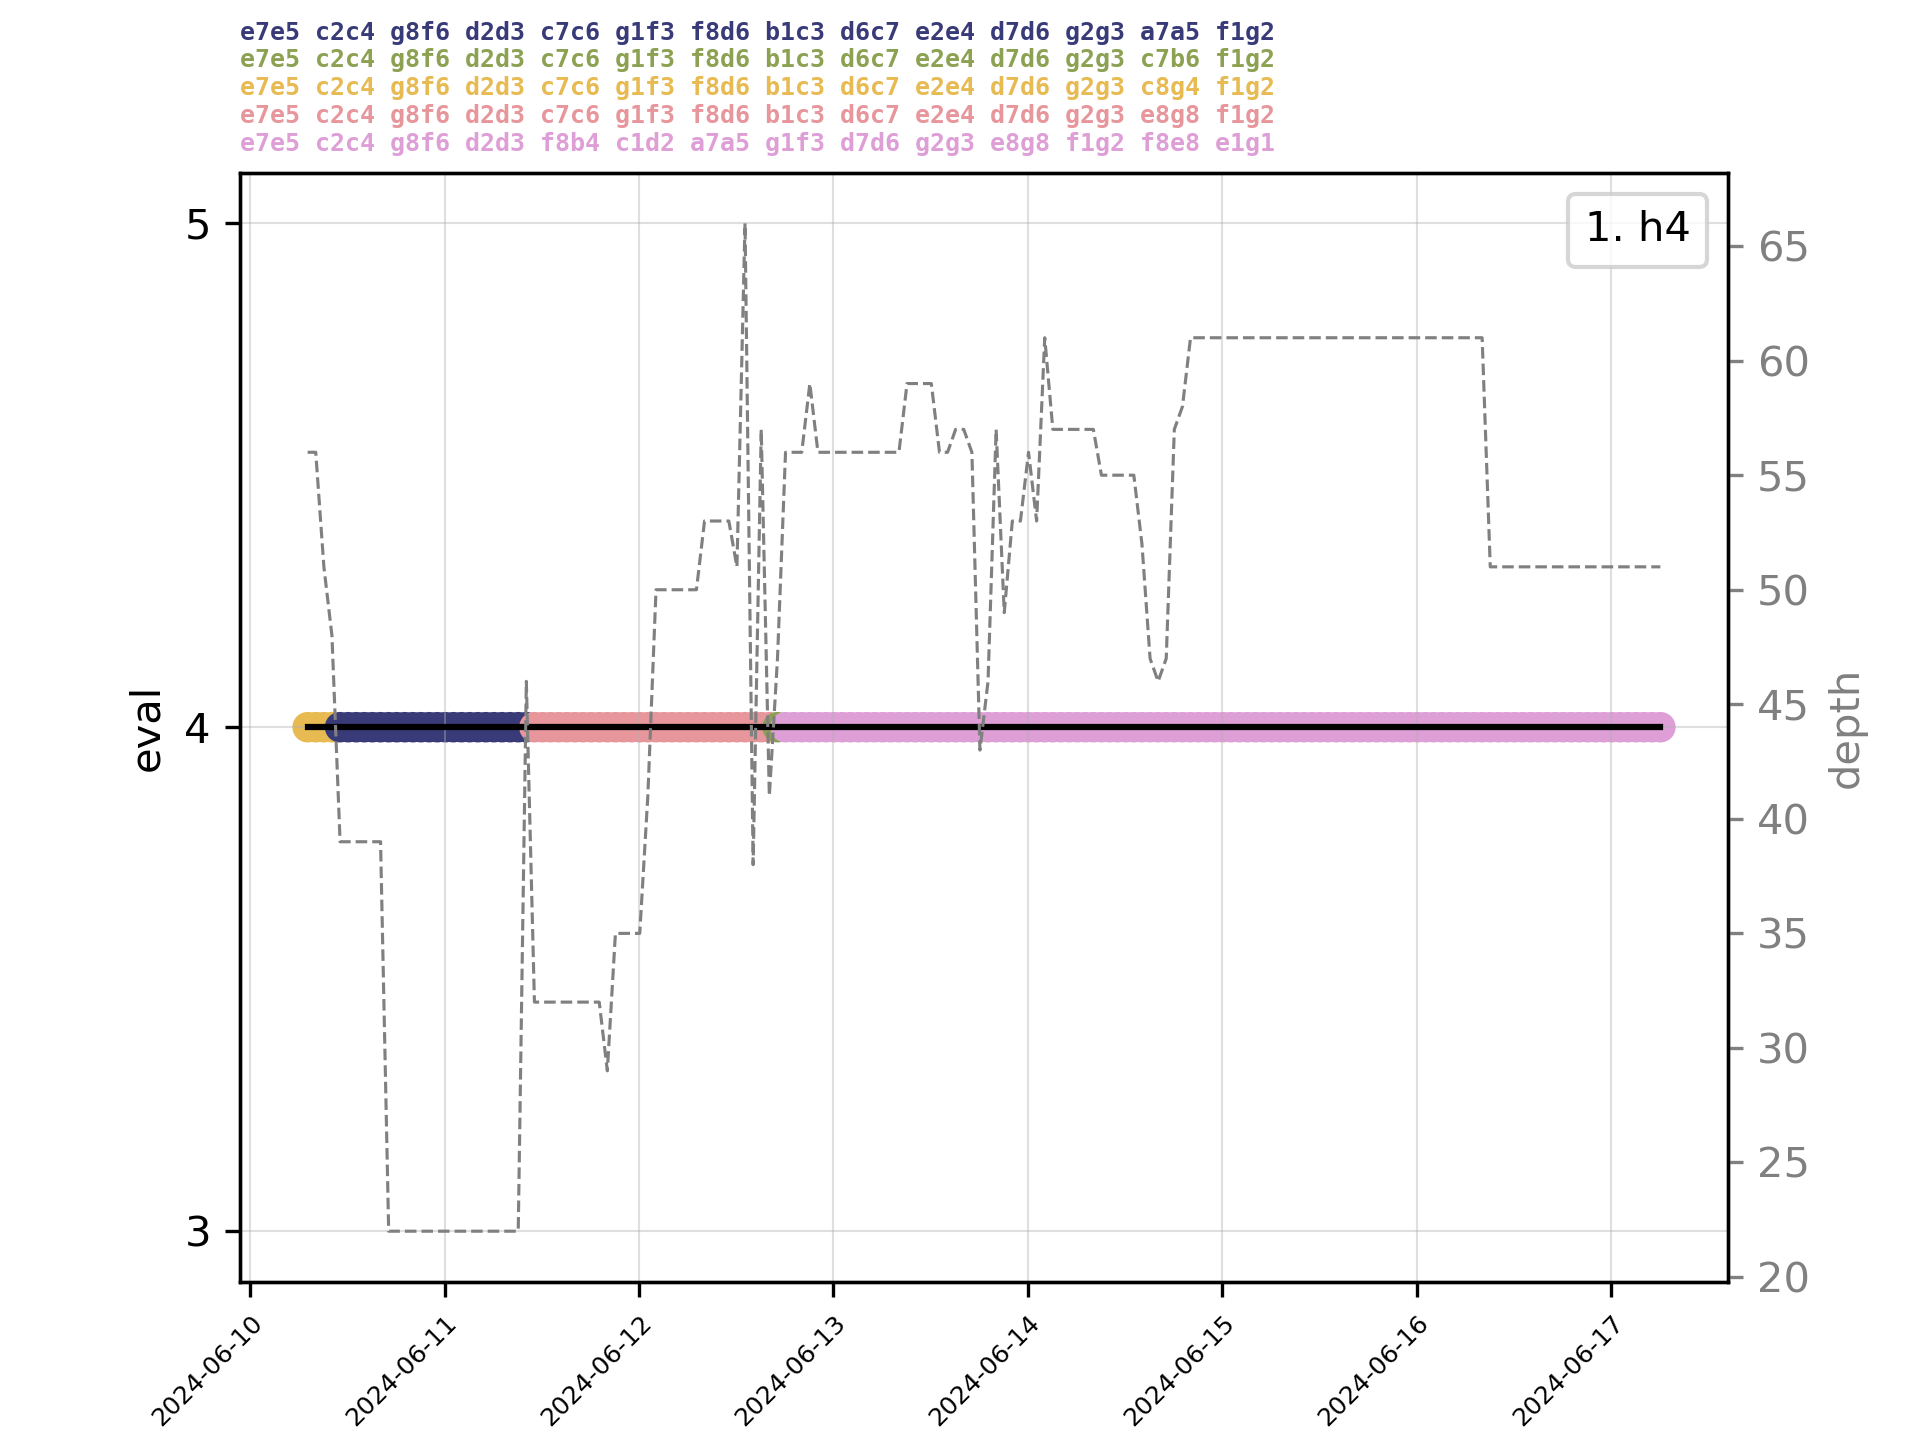 e7e5 c2c4 g8f6 d2d3 c7c6 g1f3 f8d6 b1c3 d6c7 e2e4 d7d6 g2g3 a7a5 f1g2
e7e5 c2c4 g8f6 d2d3 c7c6 g1f3 f8d6 b1c3 d6c7 e2e4 d7d6 g2g3 c7b6 f1g2
e7e5 c2c4 g8f6 d2d3 c7c6 g1f3 f8d6 b1c3 d6c7 e2e4 d7d6 g2g3 c8g4 f1g2
e7e5 c2c4 g8f6 d2d3 c7c6 g1f3 f8d6 b1c3 d6c7 e2e4 d7d6 g2g3 e8g8 f1g2
e7e5 c2c4 g8f6 d2d3 f8b4 c1d2 a7a5 g1f3 d7d6 g2g3 e8g8 f1g2 f8e8 e1g1
1. h4
5
4
3
eval
65
60
55
50
45
40
35
30
25
20
depth
2024-06-10
2024-06-11
2024-06-12
2024-06-13
2024-06-14
2024-06-15
2024-06-16
2024-06-17